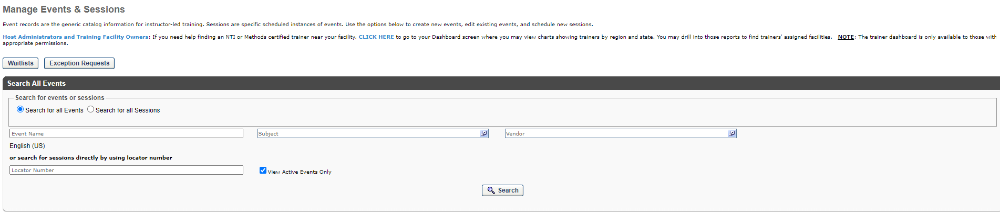 Manage Events & Sessions
Event records are the generic catalog information for instructor-led training. Sessions are specific scheduled instances of events. Use the options below to create new events, edit existing events, and schedule new sessions.
Host Administrators and Training Facility Owners: If you need help finding an NTI or Methods certified trainer near your facility, CLICK HERE to go to your Dashboard screen where you may view charts showing trainers by region and state. You may drill into those reports to find trainers' assigned facilities. NOTE: The trainer dashboard is only available to those with
appropriate permissions.
Waitlists Exception Requests
Search All Events
Search for events or sessions
Search for all Events Search for all Sessions
Event Name Subject Vendor
English (US)
or search for sessions directly by using locator number
Locator Number View Active Events Only
Search